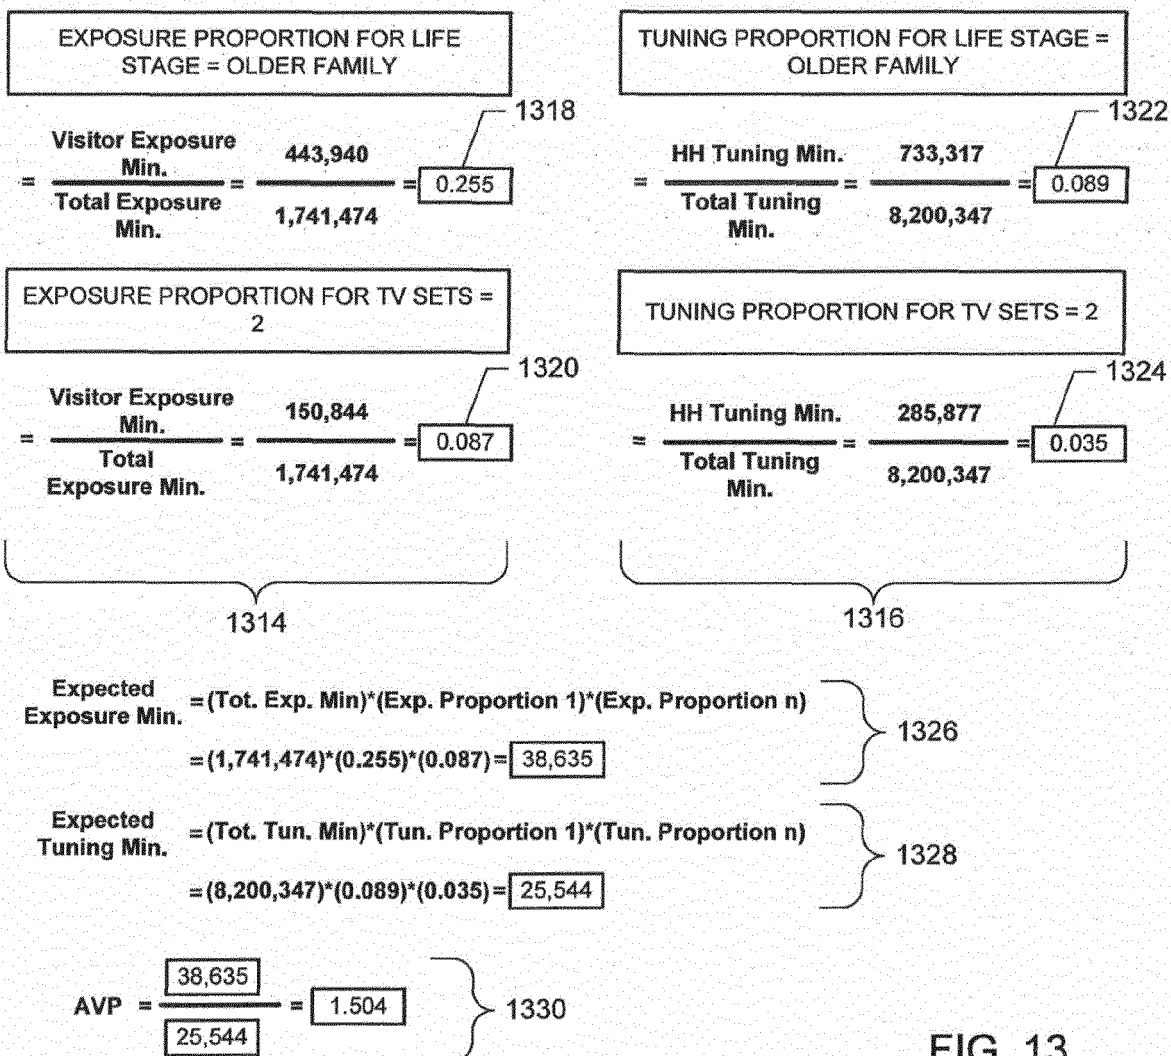 EXPOSURE PROPORTION FOR LIFE
STAGE = OLDER FAMILY
1318
Visitor Exposure
Min.
= = 443,940 = 0.255
Total Exposure
Min.
1,741,474
TUNING PROPORTION FOR LIFE STAGE =
OLDER FAMILY
1322
= HH Tuning Min. = 733,317 = 0.089
Total Tuning
Min.
8,200,347
EXPOSURE PROPORTION FOR TV SETS =
2
1320
Visitor Exposure
Min.
= = 150,844 = 0.087
Total
Exposure Min.
1,741,474
TUNING PROPORTION FOR TV SETS = 2
1324
= HH Tuning Min. = 285,877 = 0.035
Total Tuning
Min.
8,200,347
1314
1316
Expected
Exposure Min.
=(Tot. Exp. Min)*(Exp. Proportion 1)*(Exp. Proportion n)
=(1,741,474)*(0.255)*(0.087)= 38,635
1326
Expected
Tuning Min.
=(Tot. Tun. Min)*(Tun. Proportion 1)*(Tun. Proportion n)
=(8,200,347)*(0.089)*(0.035)= 25,544
1328
38,635
AVP = = 1.504
25,544
1330
FIG. 13